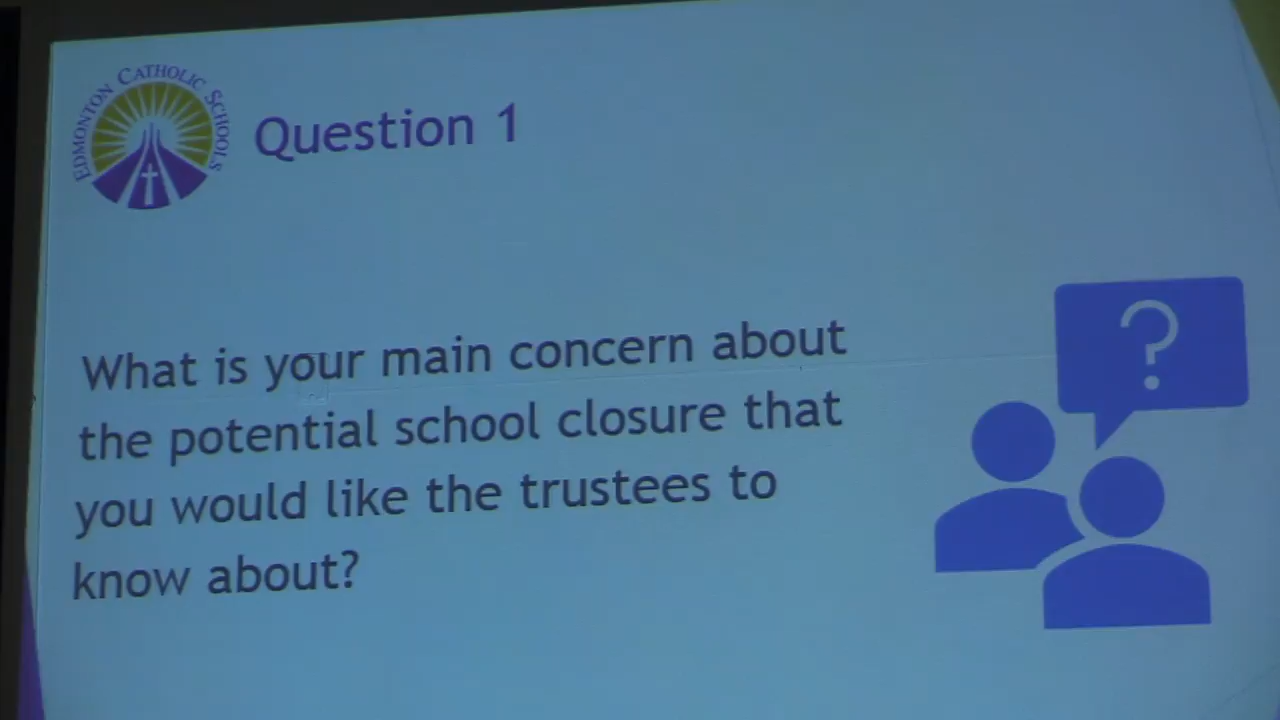 EDMONTON CATHOLIC SCHOOLS
Question 1
?
What is your main concern about
the potential school closure that
you would like the trustees to
know about?